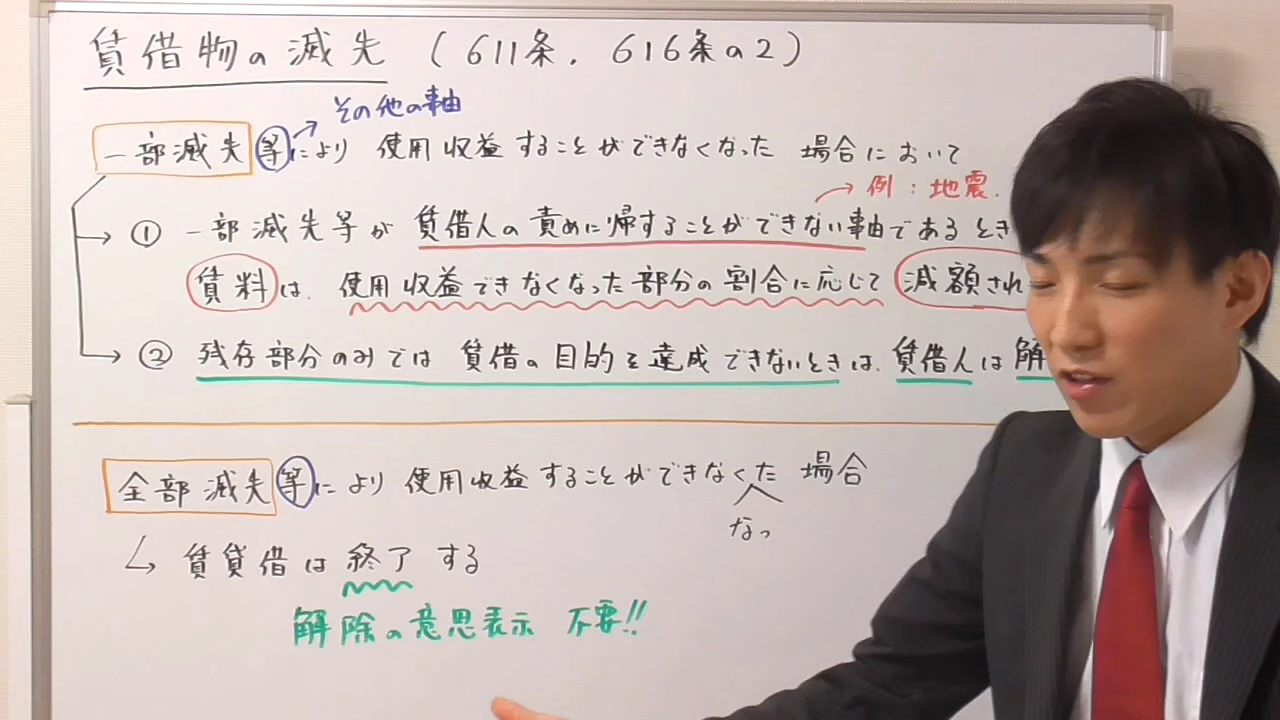 賃借物の滅失 (611条. 616条の2)
その他の事由
一部滅失等により 使用収益することができなくなった 場合において
例:地震.
① 一部滅失等が 賃借人の責めに帰することができない事由であるとき
賃料は. 使用収益できなくなった部分の割合に応じて 減額され
② 残存部分のみでは 賃借の目的を達成できないときは. 賃借人は 解
全部滅失等により 使用収益することができなくた 場合
なっ
賃貸借は 終了 する
解除の意思表示 不要!!